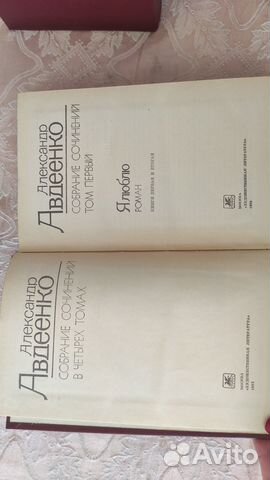 Александр
Авдеенко
СОБРАНИЕ СОЧИНЕНИЙ
В ЧЕТЫРЕХ ТОМАХ
МОСКВА
«ХУДОЖЕСТВЕННАЯ ЛИТЕРАТУРА»
Александр
Авдеенко
СОБРАНИЕ СОЧИНЕНИЙ
ТОМ ПЕРВЫЙ
Я люблю
РОМАН
КНИГИ ПЕРВАЯ И ВТОРАЯ
МОСКВА
«ХУДОЖЕСТВЕННАЯ ЛИТЕРАТУРА»
Avito